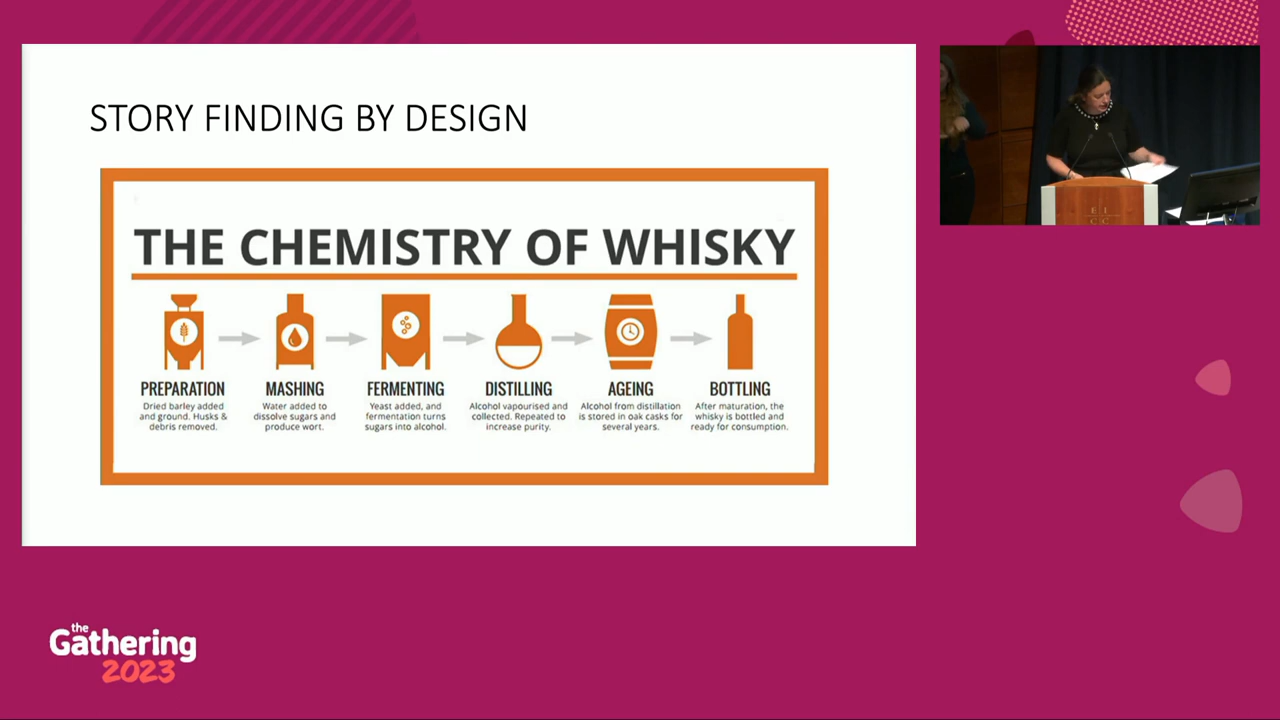 STORY FINDING BY DESIGN
THE CHEMISTRY OF WHISKY
PREPARATION
Dried barley added
and ground. Husks &
debris removed.
MASHING
Water added to
dissolve sugars and
produce wort.
FERMENTING
Yeast added, and
fermentation turns
sugars into alcohol.
DISTILLING
Alcohol vapourised and
collected. Repeated to
increase purity.
AGEING
Alcohol from distillation
is stored in oak casks for
several years.
BOTTLING
After maturation, the
whisky is bottled and
ready for consumption.
E I
C C
the
Gathering
2023